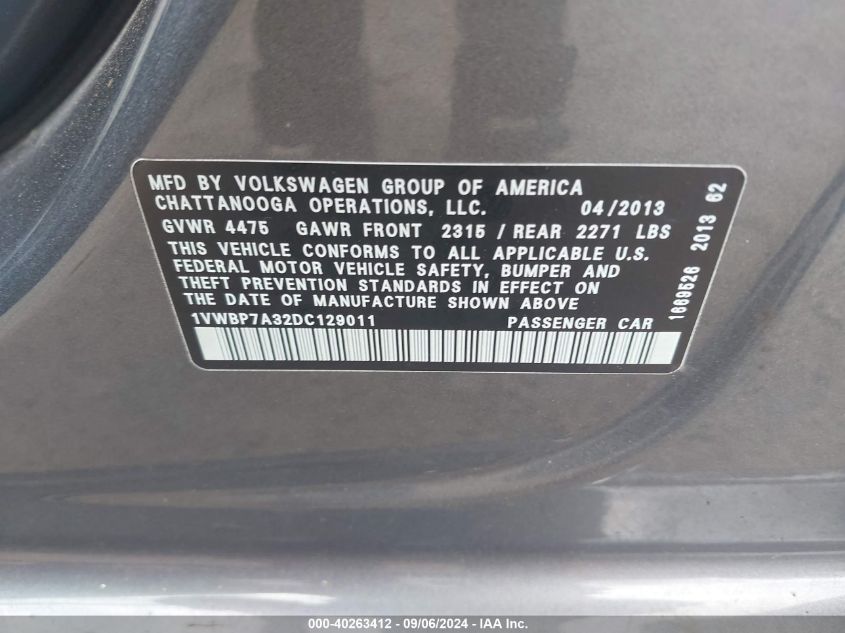 MFD BY VOLKSWAGEN GROUP OF AMERICA
CHATTANOOGA OPERATIONS, LLC. 04/2013
GVWR 4475 GAWR FRONT 2315 / REAR 2271 LBS
THIS VEHICLE CONFORMS TO ALL APPLICABLE U.S.
FEDERAL MOTOR VEHICLE SAFETY, BUMPER AND
THEFT PREVENTION STANDARDS IN EFFECT ON
THE DATE OF MANUFACTURE SHOWN ABOVE
1VWBP7A32DC129011 PASSENGER CAR
1669526 2013 62
000-40263412 - 09/06/2024 - IAA Inc.